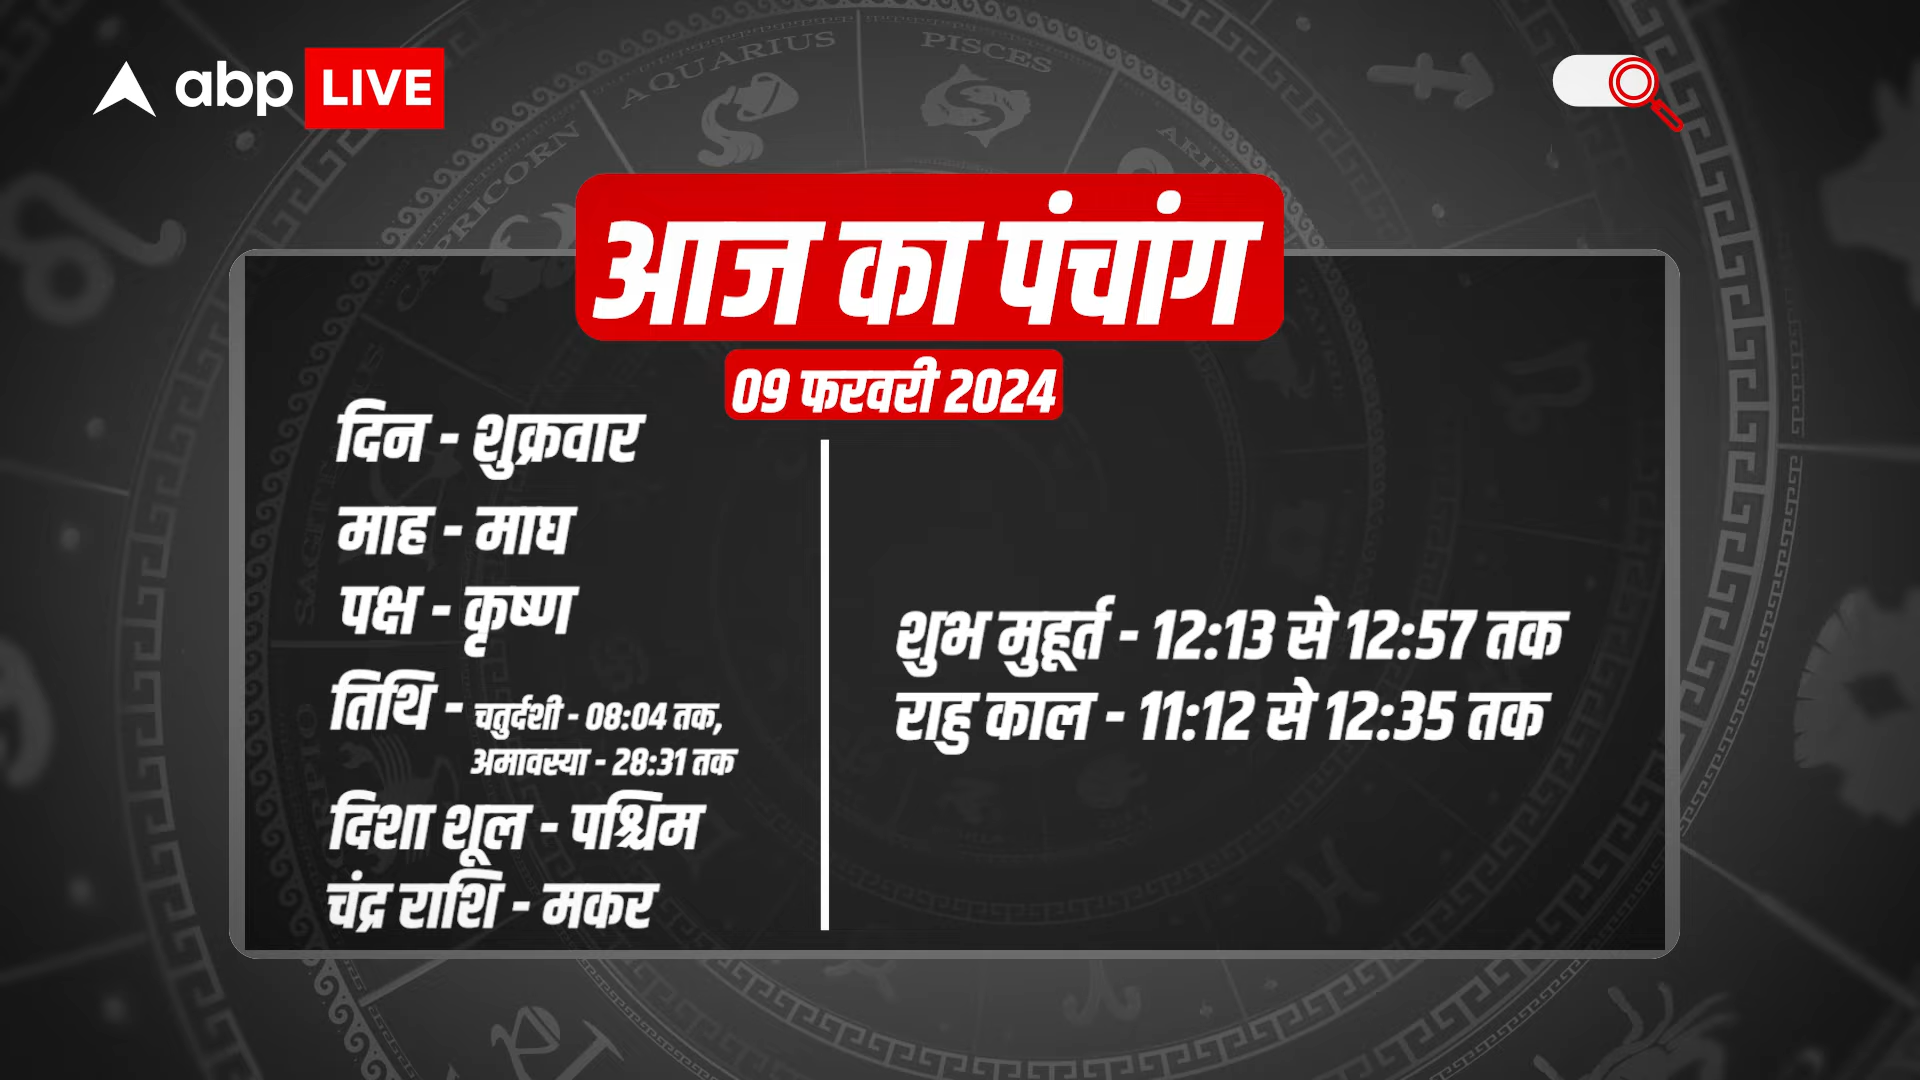 abp LIVE
AQUARIUS
PISCES
CAPRICORN
आज का पंचांग
09 फरवरी 2024
दिन - शुक्रवार
माह - माघ
पक्ष - कृष्ण
तिथि - चतुर्दशी - 08:04 तक,
अमावस्या - 28:31 तक
दिशा शूल - पश्चिम
चंद्र राशि - मकर
शुभ मुहूर्त - 12:13 से 12:57 तक
राहु काल - 11:12 से 12:35 तक